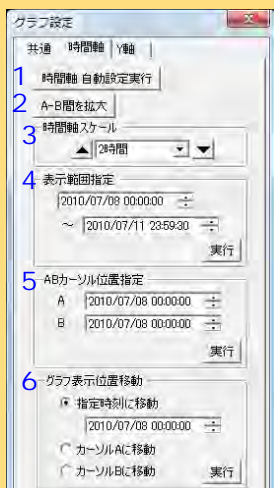 グラフ設定
共通 時間軸 Y軸
1 時間軸 自動設定実行
2 A-B間を拡大
3 時間軸スケール
2時間
4 表示範囲指定
2010/07/08 00:00:00
～ 2010/07/11 23:59:30
実行
5 ABカーソル位置指定
A 2010/07/08 00:00:00
B 2010/07/08 00:00:00
実行
6 グラフ表示位置移動
指定時刻に移動
2010/07/08 00:00:00
カーソルAに移動
カーソルBに移動 実行